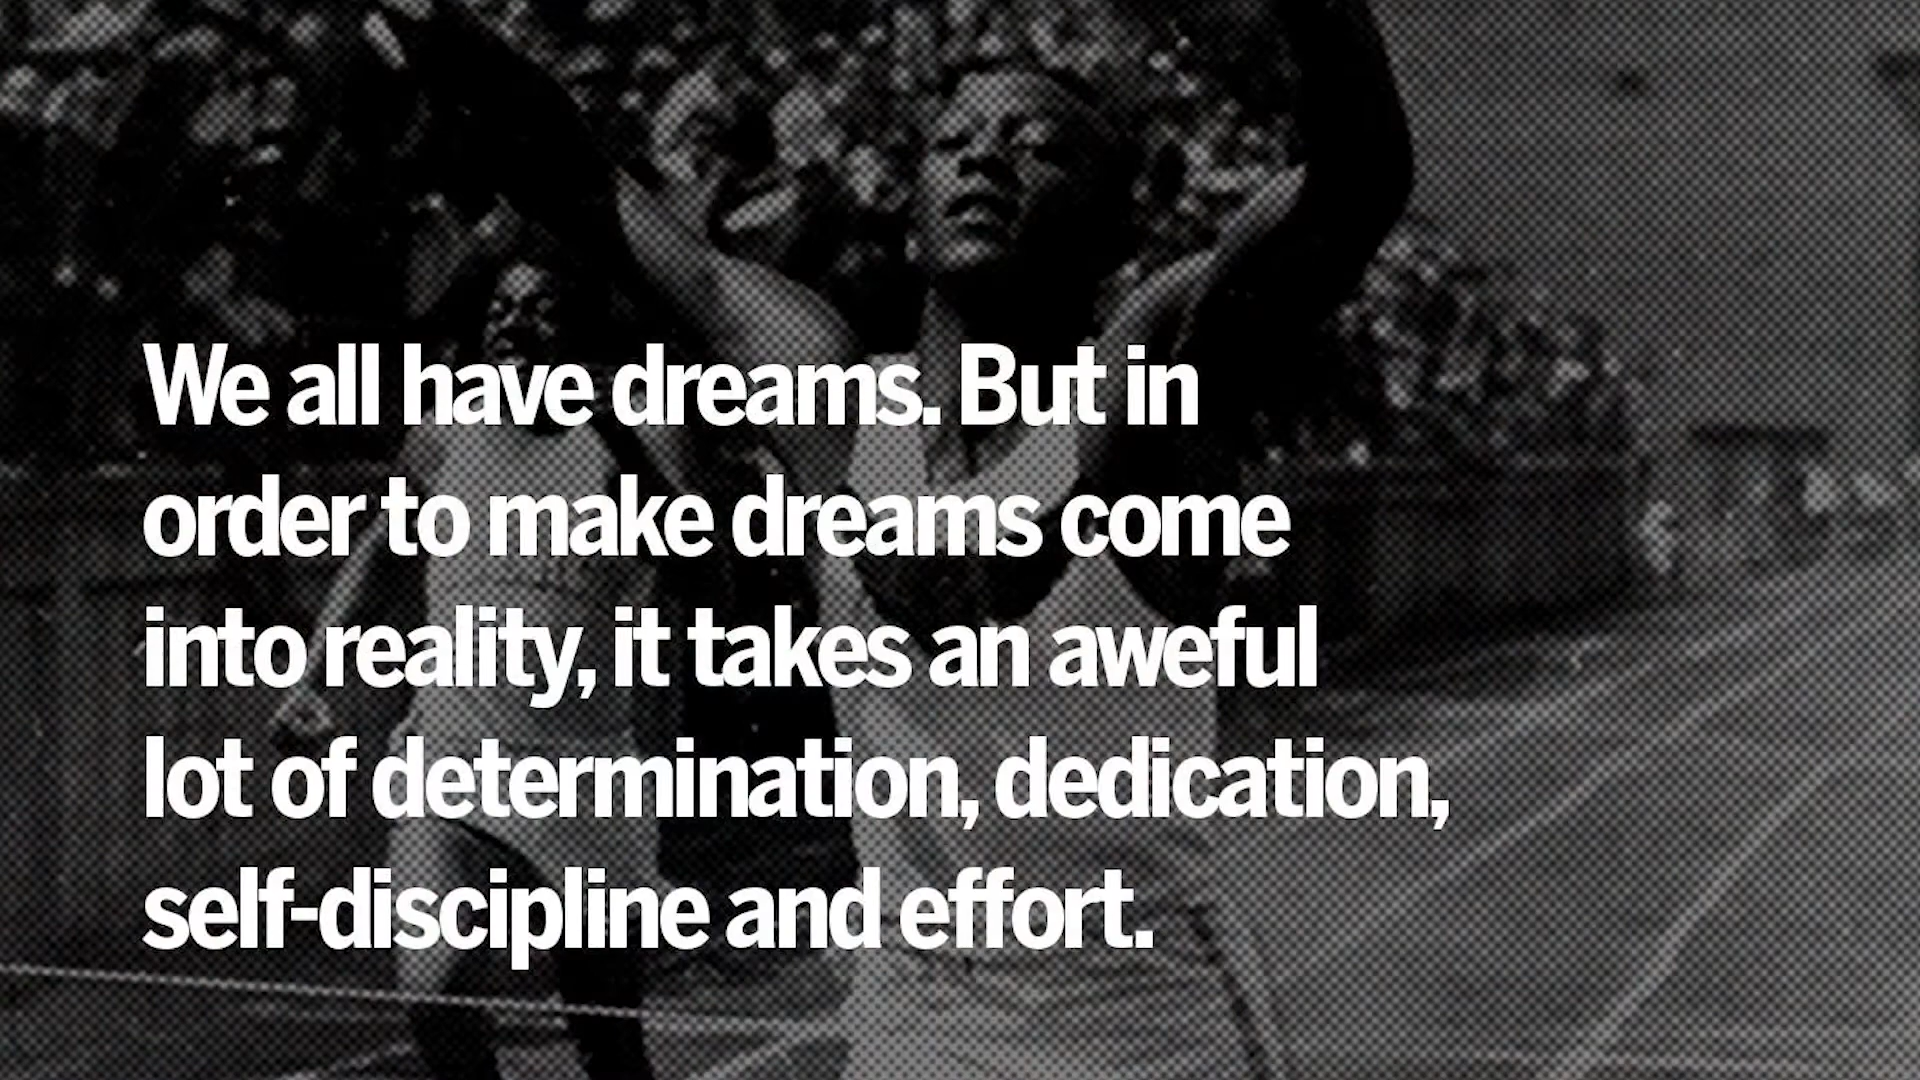 We all have dreams. But in
order to make dreams come
into reality, it takes an aweful
lot of determination, dedication,
self-discipline and effort.